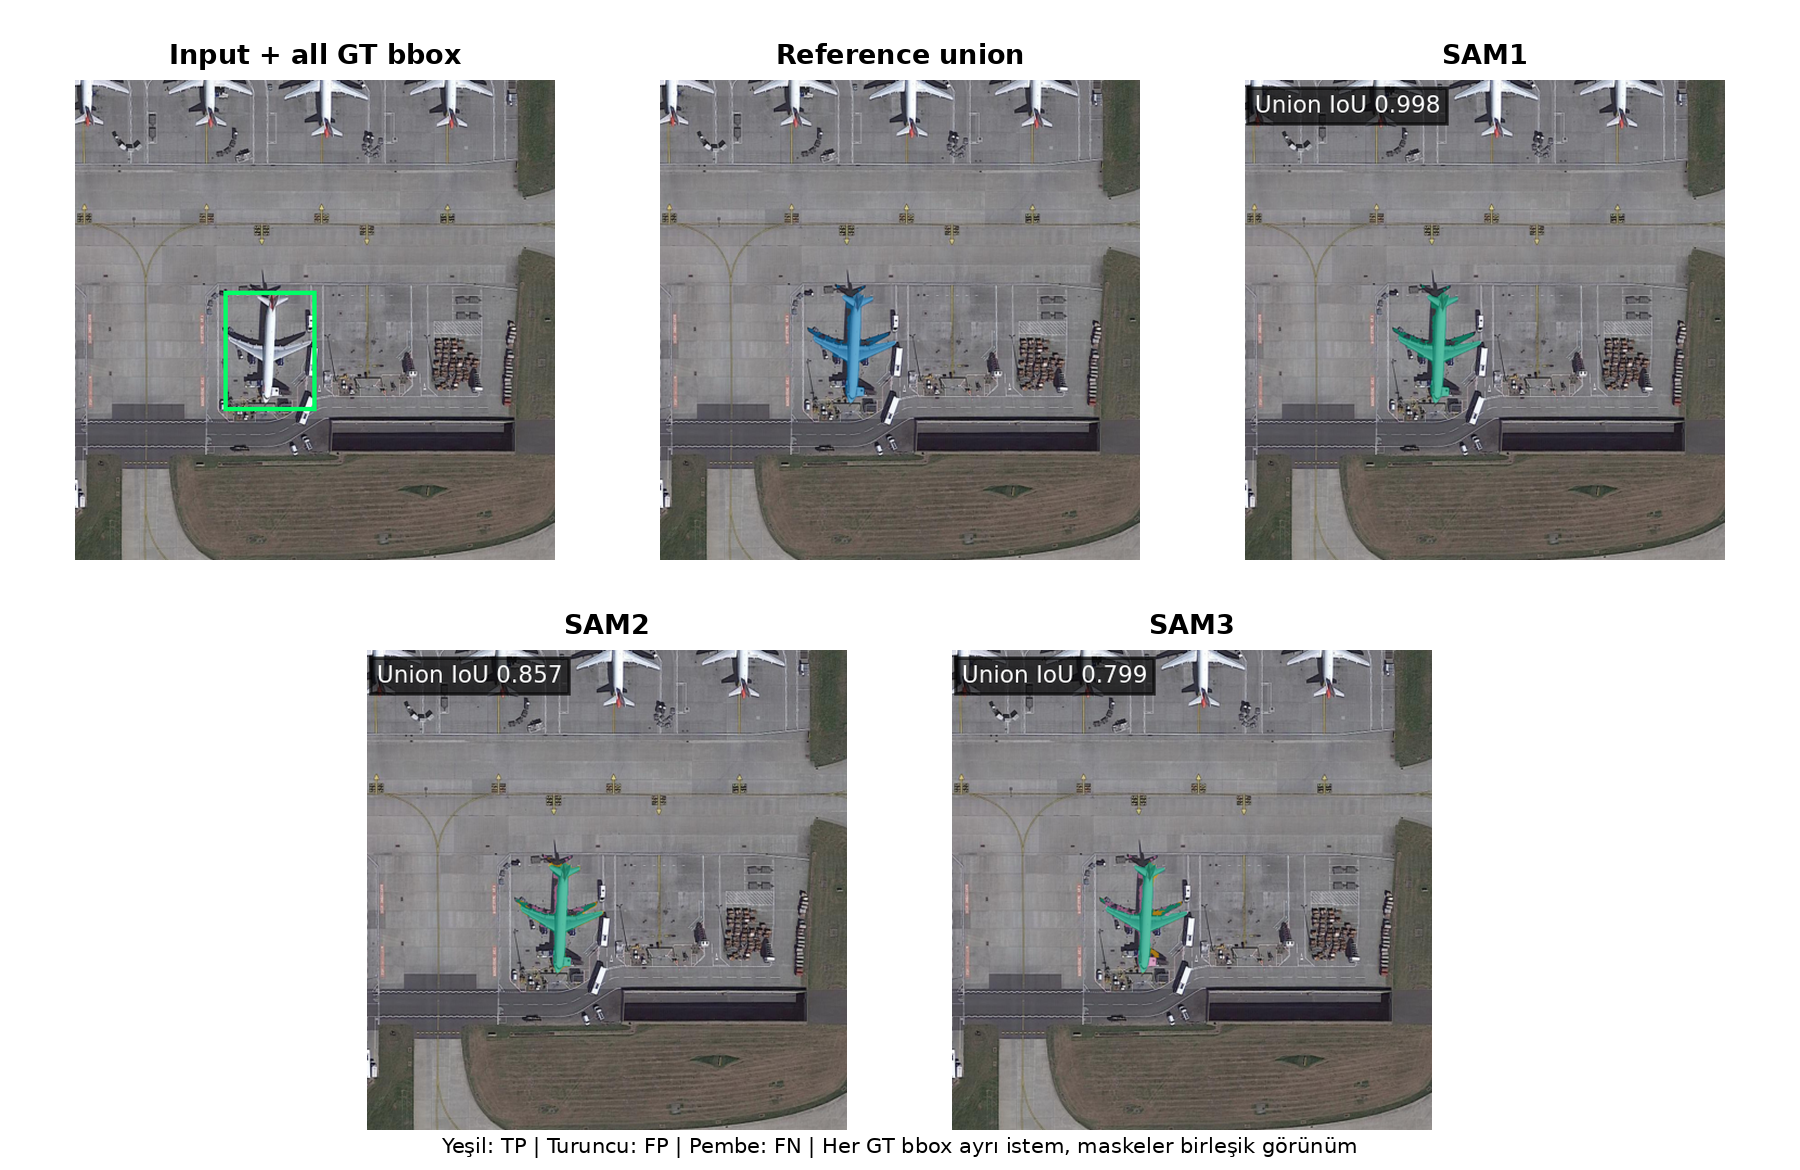 Input + all GT bbox
Reference union
SAM1
Union IoU 0.998
SAM2
SAM3
Union IoU 0.857
Union IoU 0.799
Yeşil: TP | Turuncu: FP | Pembe: FN | Her GT bbox ayrı istem, maskeler birleşik görünüm